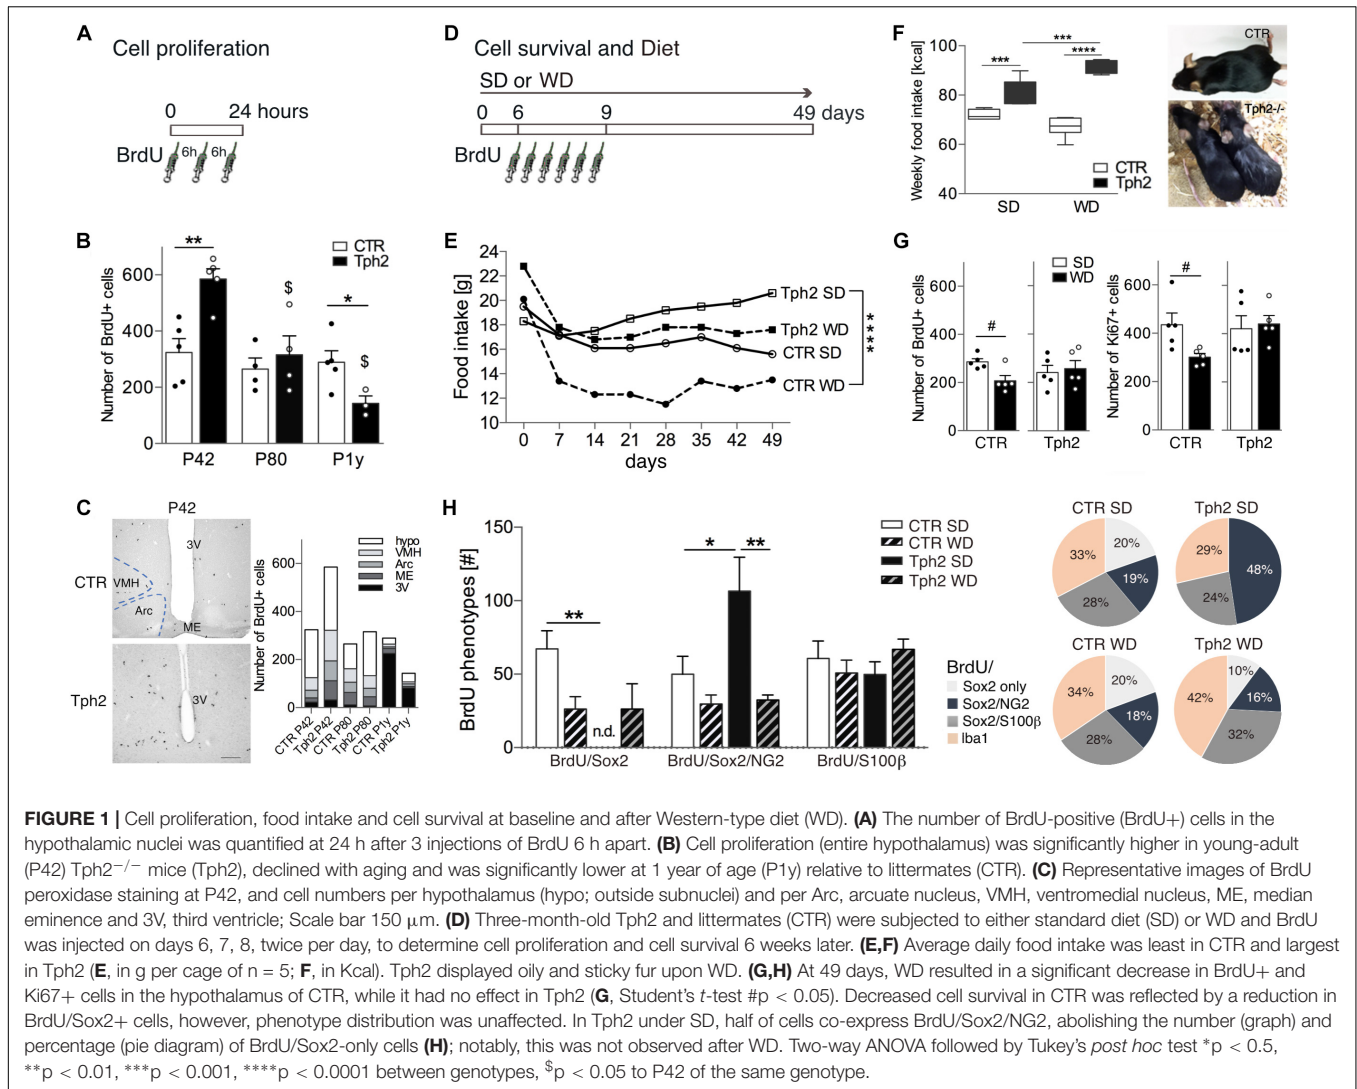 A
Cell proliferation
0 24 hours
BrdU 6h 6h
D
Cell survival and Diet
SD or WD
0 6 9 49 days
BrdU
F
Weekly food intake [kcal]
100
80
60
40
***
***
****
CTR
Tph2
SD WD
CTR
Tph2-/-
B
Number of BrdU+ cells
600
400
200
0
**
$
*
$
CTR
Tph2
P42 P80 P1y
E
Food intake [g]
24
22
20
18
16
14
12
10
Tph2 SD
Tph2 WD
CTR SD
CTR WD
****
0 7 14 21 28 35 42 49
days
G
Number of BrdU+ cells
600
400
200
0
#
SD
WD
CTR Tph2
Number of Ki67+ cells
600
400
200
0
#
CTR Tph2
C
P42
3V
CTR
VMH
Arc
ME
Tph2
3V
Number of BrdU+ cells
600
400
200
0
hypo
VMH
Arc
ME
3V
CTR P42
Tph2 P42
CTR P80
Tph2 P80
CTR P1y
Tph2 P1y
H
BrdU phenotypes [#]
150
100
50
0
**
n.d.
*
**
CTR SD
CTR WD
Tph2 SD
Tph2 WD
BrdU/Sox2 BrdU/Sox2/NG2 BrdU/S100β
CTR SD
33% 20%
19%
28%
Tph2 SD
29%
48%
24%
CTR WD
34% 20%
18%
28%
Tph2 WD
10%
42% 16%
32%
BrdU/
Sox2 only
Sox2/NG2
Sox2/S100β
Iba1
FIGURE 1 | Cell proliferation, food intake and cell survival at baseline and after Western-type diet (WD). (A) The number of BrdU-positive (BrdU+) cells in the
hypothalamic nuclei was quantified at 24 h after 3 injections of BrdU 6 h apart. (B) Cell proliferation (entire hypothalamus) was significantly higher in young-adult
(P42) Tph2−/− mice (Tph2), declined with aging and was significantly lower at 1 year of age (P1y) relative to littermates (CTR). (C) Representative images of BrdU
peroxidase staining at P42, and cell numbers per hypothalamus (hypo; outside subnuclei) and per Arc, arcuate nucleus, VMH, ventromedial nucleus, ME, median
eminence and 3V, third ventricle; Scale bar 150 μm. (D) Three-month-old Tph2 and littermates (CTR) were subjected to either standard diet (SD) or WD and BrdU
was injected on days 6, 7, 8, twice per day, to determine cell proliferation and cell survival 6 weeks later. (E,F) Average daily food intake was least in CTR and largest
in Tph2 (E, in g per cage of n = 5; F, in Kcal). Tph2 displayed oily and sticky fur upon WD. (G,H) At 49 days, WD resulted in a significant decrease in BrdU+ and
Ki67+ cells in the hypothalamus of CTR, while it had no effect in Tph2 (G, Student's t-test #p < 0.05). Decreased cell survival in CTR was reflected by a reduction in
BrdU/Sox2+ cells, however, phenotype distribution was unaffected. In Tph2 under SD, half of cells co-express BrdU/Sox2/NG2, abolishing the number (graph) and
percentage (pie diagram) of BrdU/Sox2-only cells (H); notably, this was not observed after WD. Two-way ANOVA followed by Tukey's post hoc test *p < 0.5,
**p < 0.01, ***p < 0.001, ****p < 0.0001 between genotypes, $p < 0.05 to P42 of the same genotype.